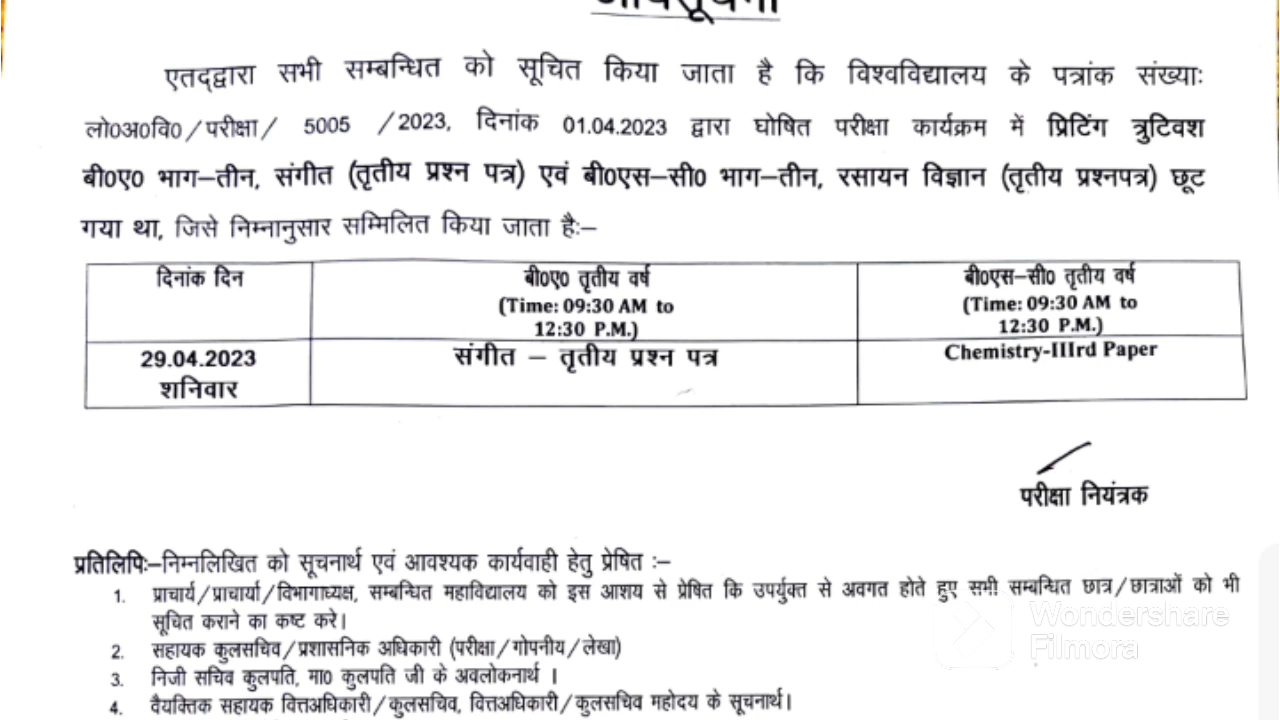 अधिसूचना
एतद्द्वारा सभी सम्बन्धित को सूचित किया जाता है कि विश्वविद्यालय के पत्रांक संख्याः
लो0अ0वि0/परीक्षा/ 5005 /2023, दिनांक 01.04.2023 द्वारा घोषित परीक्षा कार्यक्रम में प्रिटिंग त्रुटिवश
बी0ए0 भाग–तीन, संगीत (तृतीय प्रश्न पत्र) एवं बी0एस–सी0 भाग–तीन, रसायन विज्ञान (तृतीय प्रश्नपत्र) छूट
गया था, जिसे निम्नानुसार सम्मिलित किया जाता हैः–
दिनांक दिन
बी0ए0 तृतीय वर्ष
(Time: 09:30 AM to
12:30 P.M.)
बी0एस–सी0 तृतीय वर्ष
(Time: 09:30 AM to
12:30 P.M.)
29.04.2023
शनिवार
संगीत – तृतीय प्रश्न पत्र
Chemistry-IIIrd Paper
परीक्षा नियंत्रक
प्रतिलिपिः–निम्नलिखित को सूचनार्थ एवं आवश्यक कार्यवाही हेतु प्रेषित :–
1. प्राचार्य/प्राचार्या/विभागाध्यक्ष, सम्बन्धित महाविद्यालय को इस आशय से प्रेषित कि उपर्युक्त से अवगत होते हुए सभी सम्बन्धित छात्र/छात्राओं को भी
सूचित कराने का कष्ट करे।
2. सहायक कुलसचिव/प्रशासनिक अधिकारी (परीक्षा/गोपनीय/लेखा)
3. निजी सचिव कुलपति, मा0 कुलपति जी के अवलोकनार्थ ।
4. वैयक्तिक सहायक वित्तअधिकारी/कुलसचिव, वित्तअधिकारी/कुलसचिव महोदय के सूचनार्थ।
Wondershare
Filmora